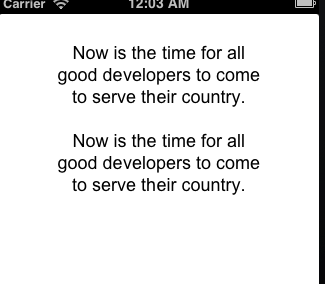 Carrier 12:03 AM
Now is the time for all
good developers to come
to serve their country.
Now is the time for all
good developers to come
to serve their country.